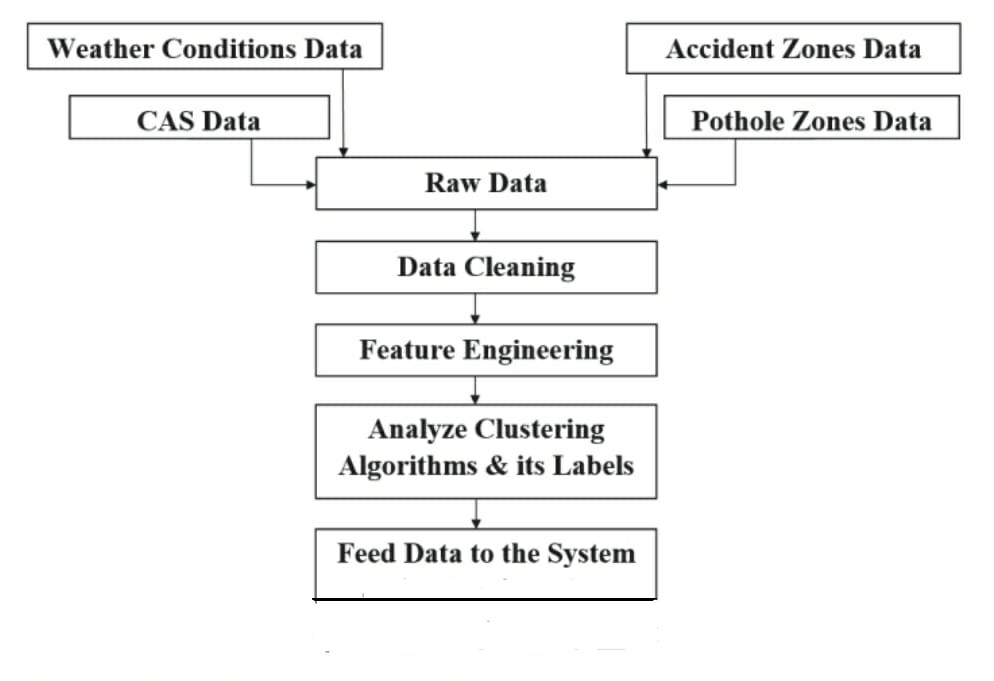 Weather Conditions Data
Accident Zones Data
CAS Data
Pothole Zones Data
Raw Data
Data Cleaning
Feature Engineering
Analyze Clustering
Algorithms & its Labels
Feed Data to the System